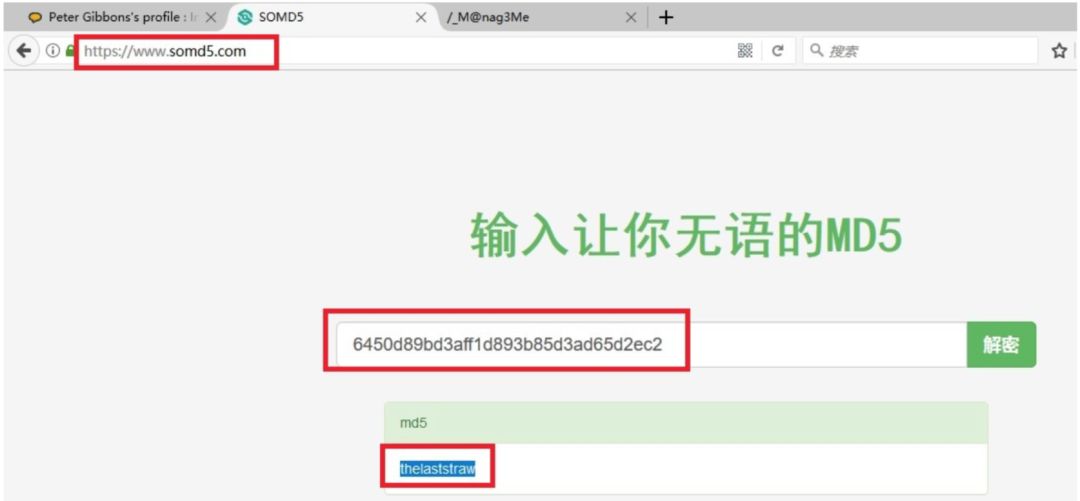 Peter Gibbons's profile : Ir
SOMD5
/_M@nag3Me
https://www.somd5.com
搜索
输入让你无语的MD5
6450d89bd3aff1d893b85d3ad65d2ec2
解密
md5
thelaststraw